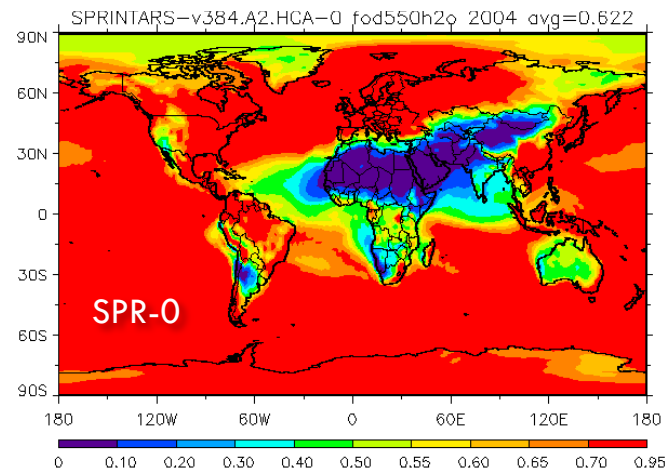 SPRINTARS-v384.A2.HCA-0 fod550h2o 2004 avg=0.622
90N
60N
30N
0
30S
60S
90S
SPR-0
180 120W 60W 0 60E 120E 180
0 0.10 0.20 0.30 0.40 0.50 0.55 0.60 0.65 0.70 0.95